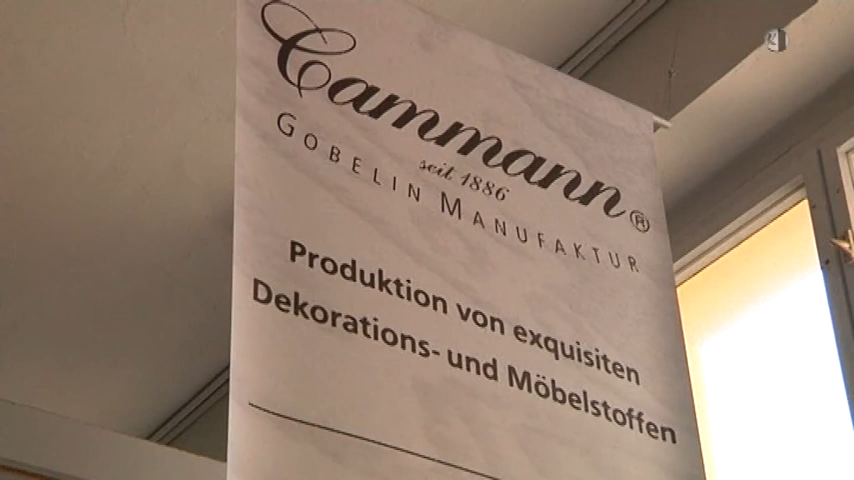 Cammann®
seit 1886
GOBELIN MANUFAKTUR
Produktion von exquisiten
Dekorations- und Möbelstoffen